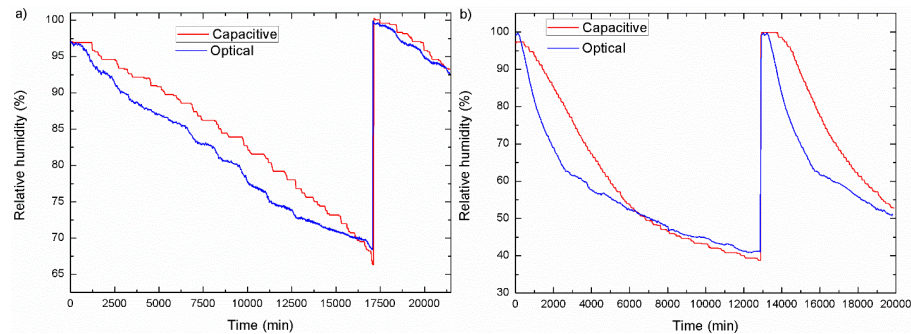 a)
Capacitive
Optical
100
95
90
85
80
75
70
65
Relative humidity (%)
0 2500 5000 7500 10000 12500 15000 17500 20000
Time (min)
b)
Capacitive
Optical
100
90
80
70
60
50
40
30
Relative humidity (%)
0 2000 4000 6000 8000 10000 12000 14000 16000 18000 20000
Time (min)